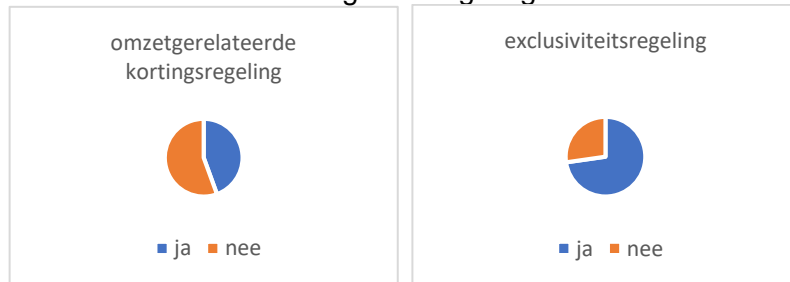 omzetgerelateerde
kortingsregeling
ja nee
exclusiviteitsregeling
ja nee